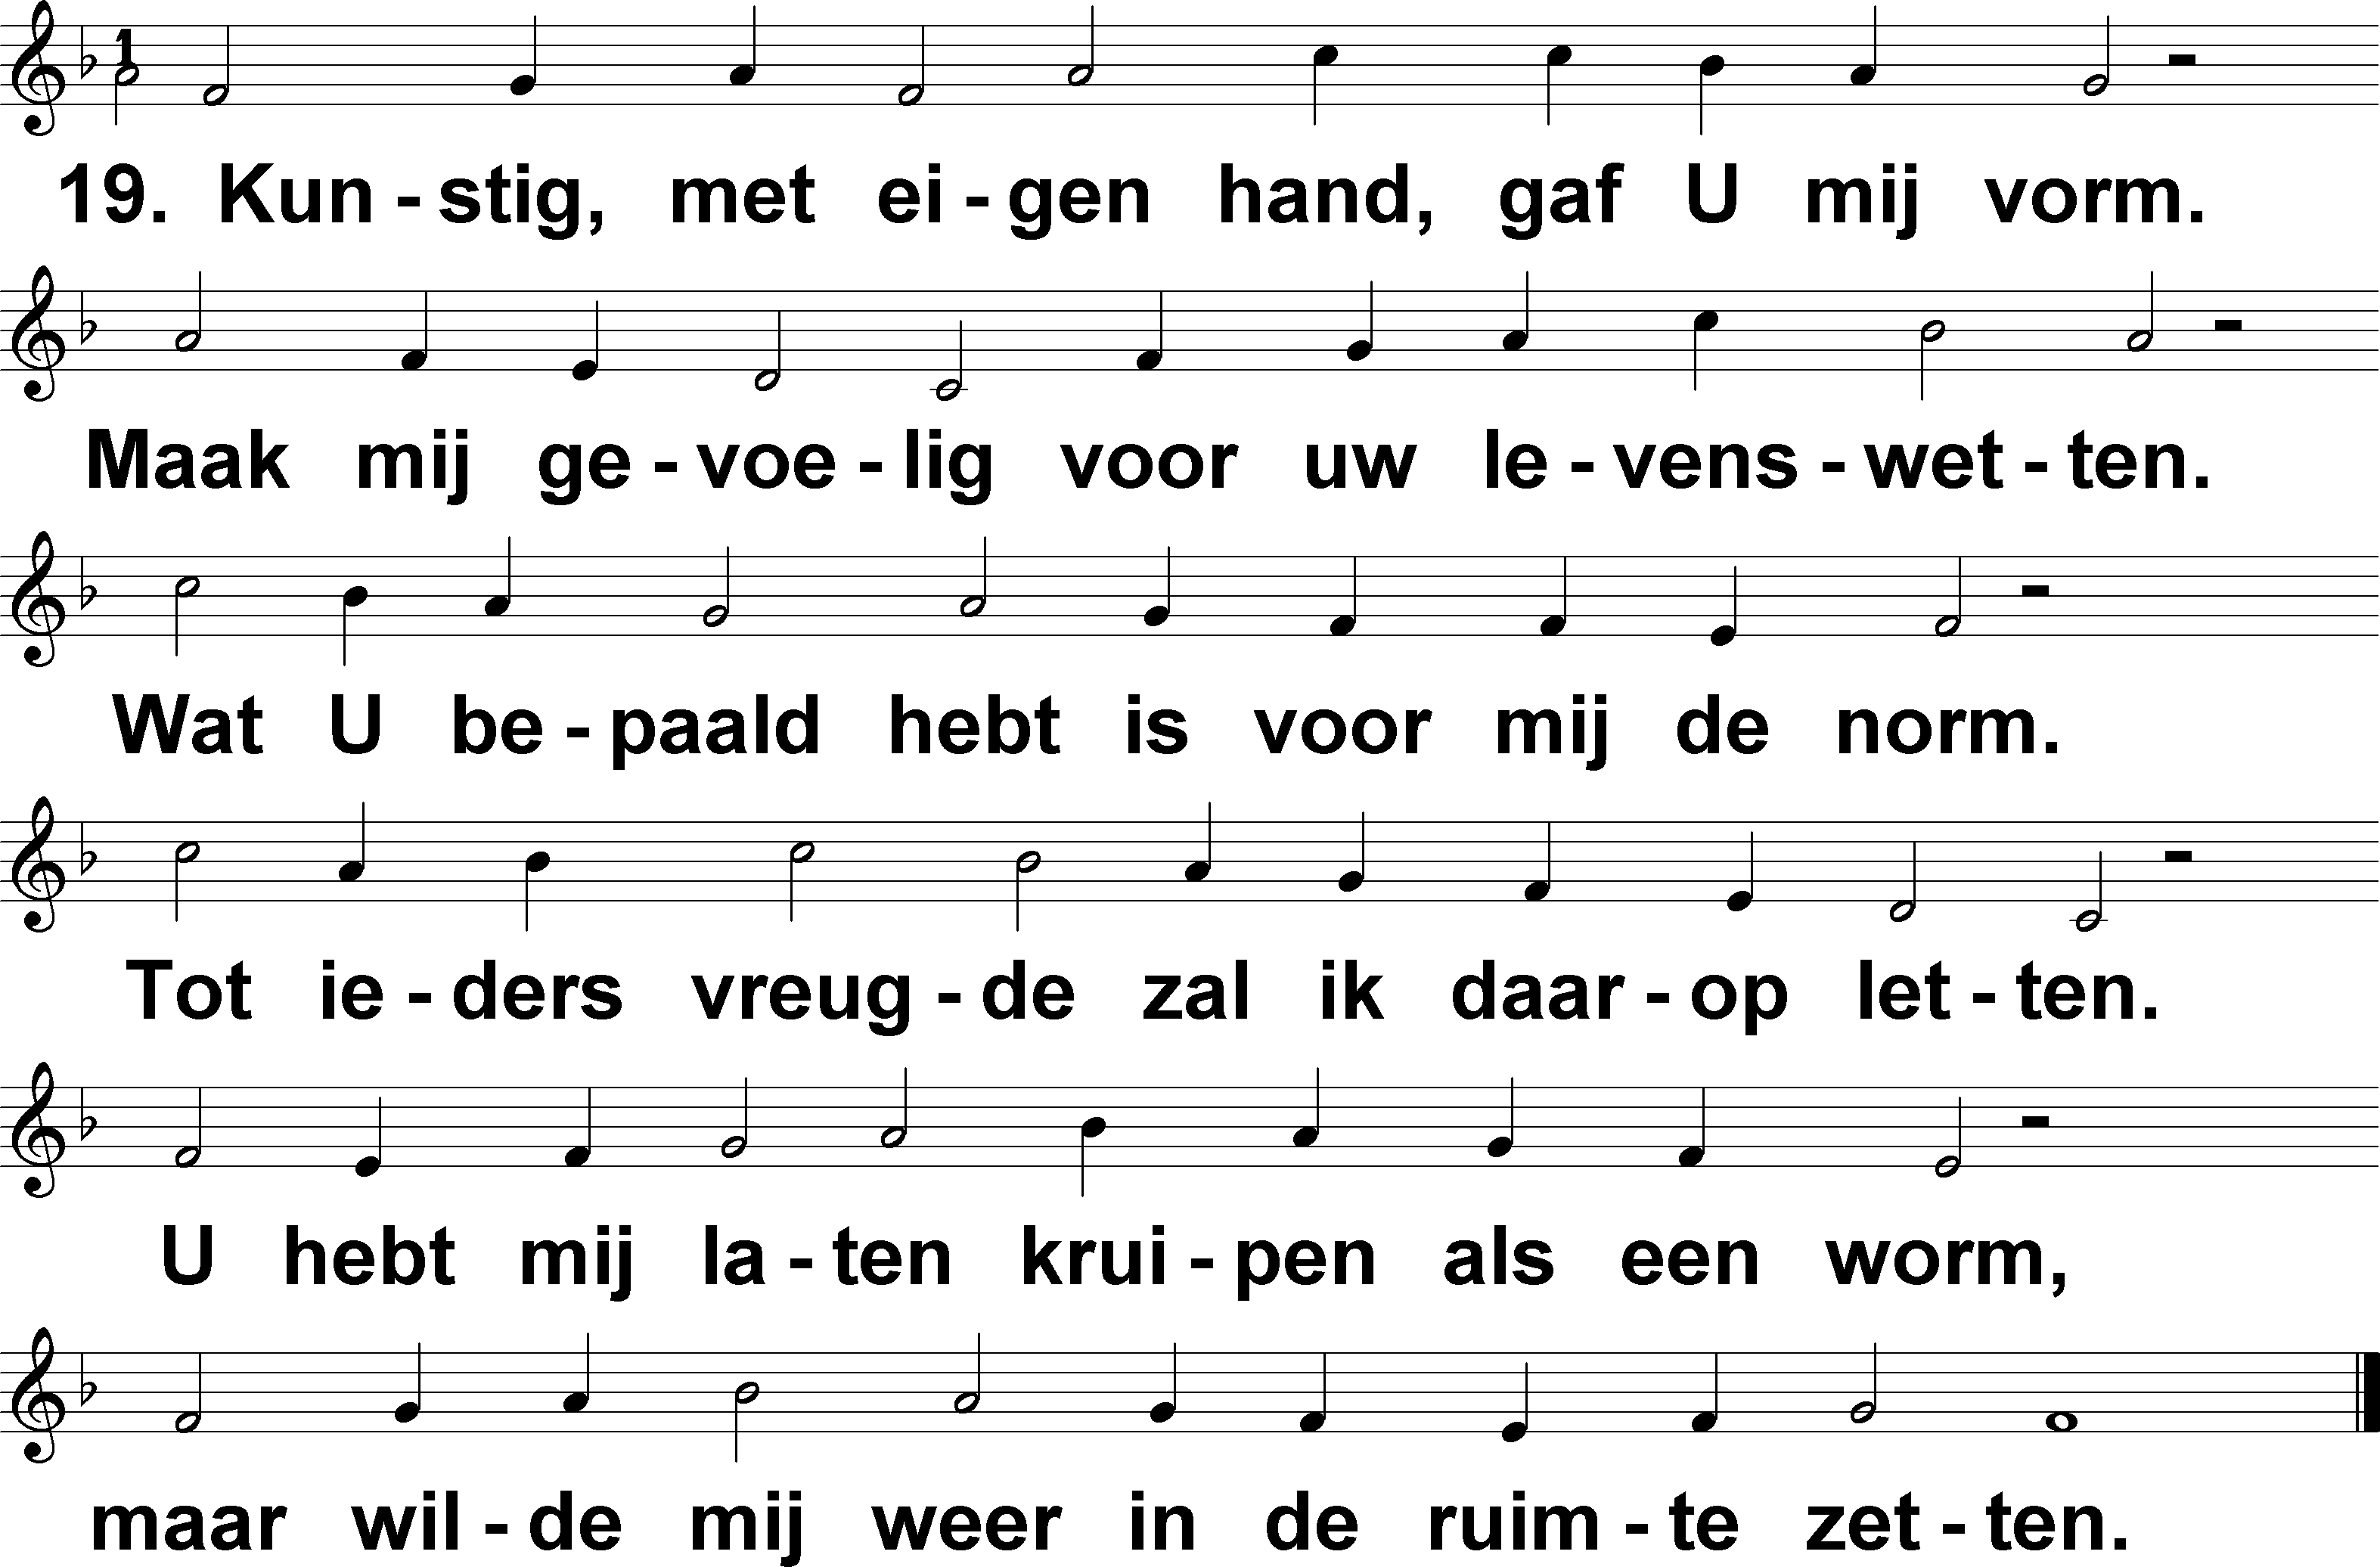 1
19. Kun - stig, met ei - gen hand, gaf U mij vorm.
Maak mij ge - voe - lig voor uw le - vens - wet - ten.
Wat U be - paald hebt is voor mij de norm.
Tot ie - ders vreug - de zal ik daar - op let - ten.
U hebt mij la - ten krui - pen als een worm,
maar wil - de mij weer in de ruim - te zet - ten.